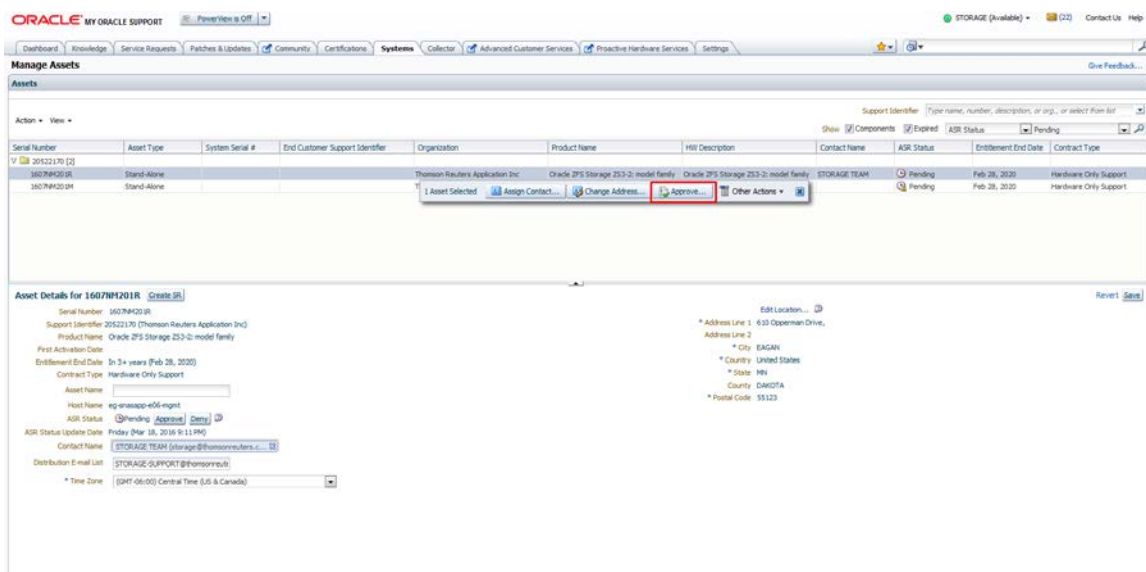 ORACLE MY ORACLE SUPPORT PowerView is Off STORAGE (Available) (22) Contact Us Help
Dashboard Knowledge Service Requests Patches & Updates Community Certifications Systems Collector Advanced Customer Services Proactive Hardware Services Settings
Manage Assets Give Feedback...
Assets
Support Identifier Type name, number, description, or org., or select from list
Action View
Show Components Expired ASR Status Pending
Serial Number Asset Type System Serial # End Customer Support Identifier Organization Product Name HW Description Contact Name ASR Status Entitlement End Date Contract Type
20522170 [2]
1607NM201R Stand-Alone Thomson Reuters Application Inc Oracle ZFS Storage ZS3-2: model family Oracle ZFS Storage ZS3-2: model family STORAGE TEAM Pending Feb 28, 2020 Hardware Only Support
1607NM201M Stand-Alone Pending Feb 28, 2020 Hardware Only Support
1 Asset Selected Assign Contact... Change Address... Approve... Other Actions
Asset Details for 1607NM201R Create SR Revert Save
Serial Number 1607NM201R
Support Identifier 20522170 (Thomson Reuters Application Inc)
Product Name Oracle ZFS Storage ZS3-2: model family
First Activation Date
Entitlement End Date In 3+ years (Feb 28, 2020)
Contract Type Hardware Only Support
Asset Name
Host Name eg-snasapp-e06-mgmt
ASR Status Pending Approve Deny
ASR Status Update Date Friday (Mar 18, 2016 9:11 PM)
Contact Name STORAGE TEAM (storage@thomsonreuters.c...
Distribution E-mail List STORAGE-SUPPORT@thomsonreute
* Time Zone (GMT-06:00) Central Time (US & Canada)
Edit Location...
* Address Line 1 610 Opperman Drive,
Address Line 2
* City EAGAN
* Country United States
* State MN
County DAKOTA
* Postal Code 55123